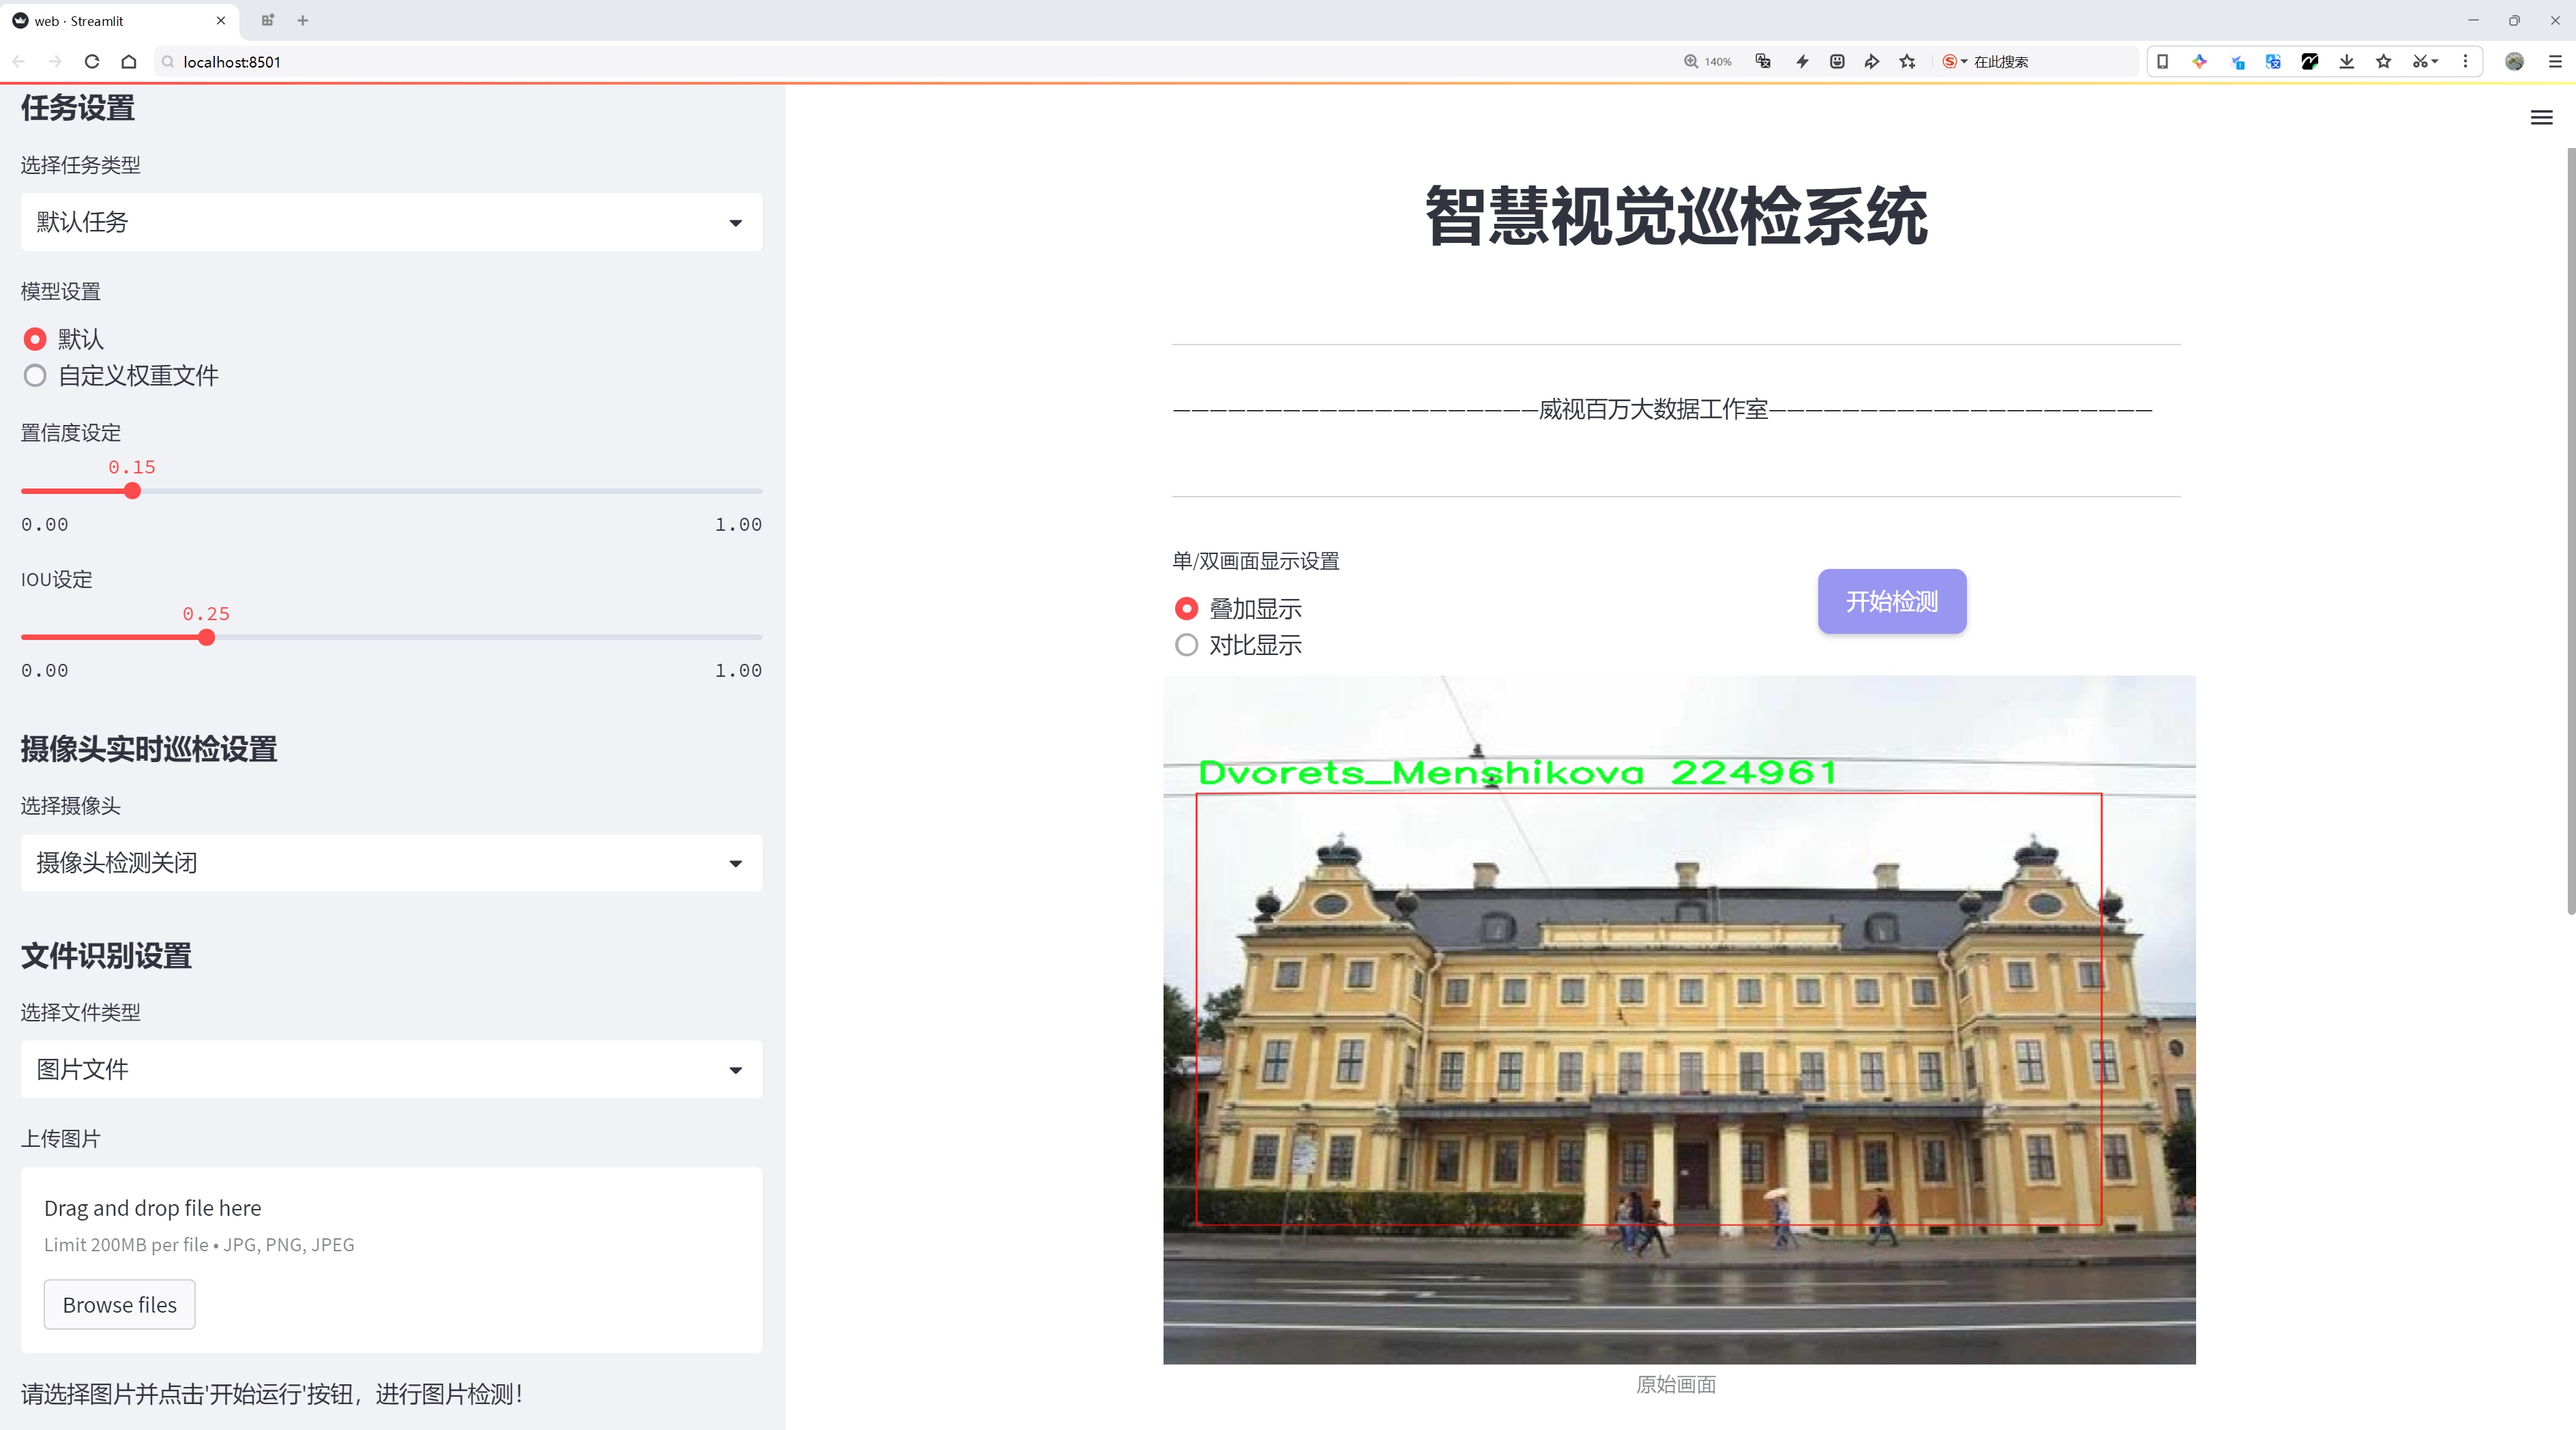 web · Streamlit
localhost:8501
140%
在此搜索
任务设置
选择任务类型
默认任务
模型设置
默认
自定义权重文件
置信度设定
0.15
0.00
1.00
IOU设定
0.25
0.00
1.00
摄像头实时巡检设置
选择摄像头
摄像头检测关闭
文件识别设置
选择文件类型
图片文件
上传图片
Drag and drop file here
Limit 200MB per file • JPG, PNG, JPEG
Browse files
请选择图片并点击'开始运行'按钮，进行图片检测！
智慧视觉巡检系统
————————————————————威视百万大数据工作室—————————————————————
单/双画面显示设置
叠加显示
对比显示
开始检测
Dvorets_Menshikova 224961
原始画面